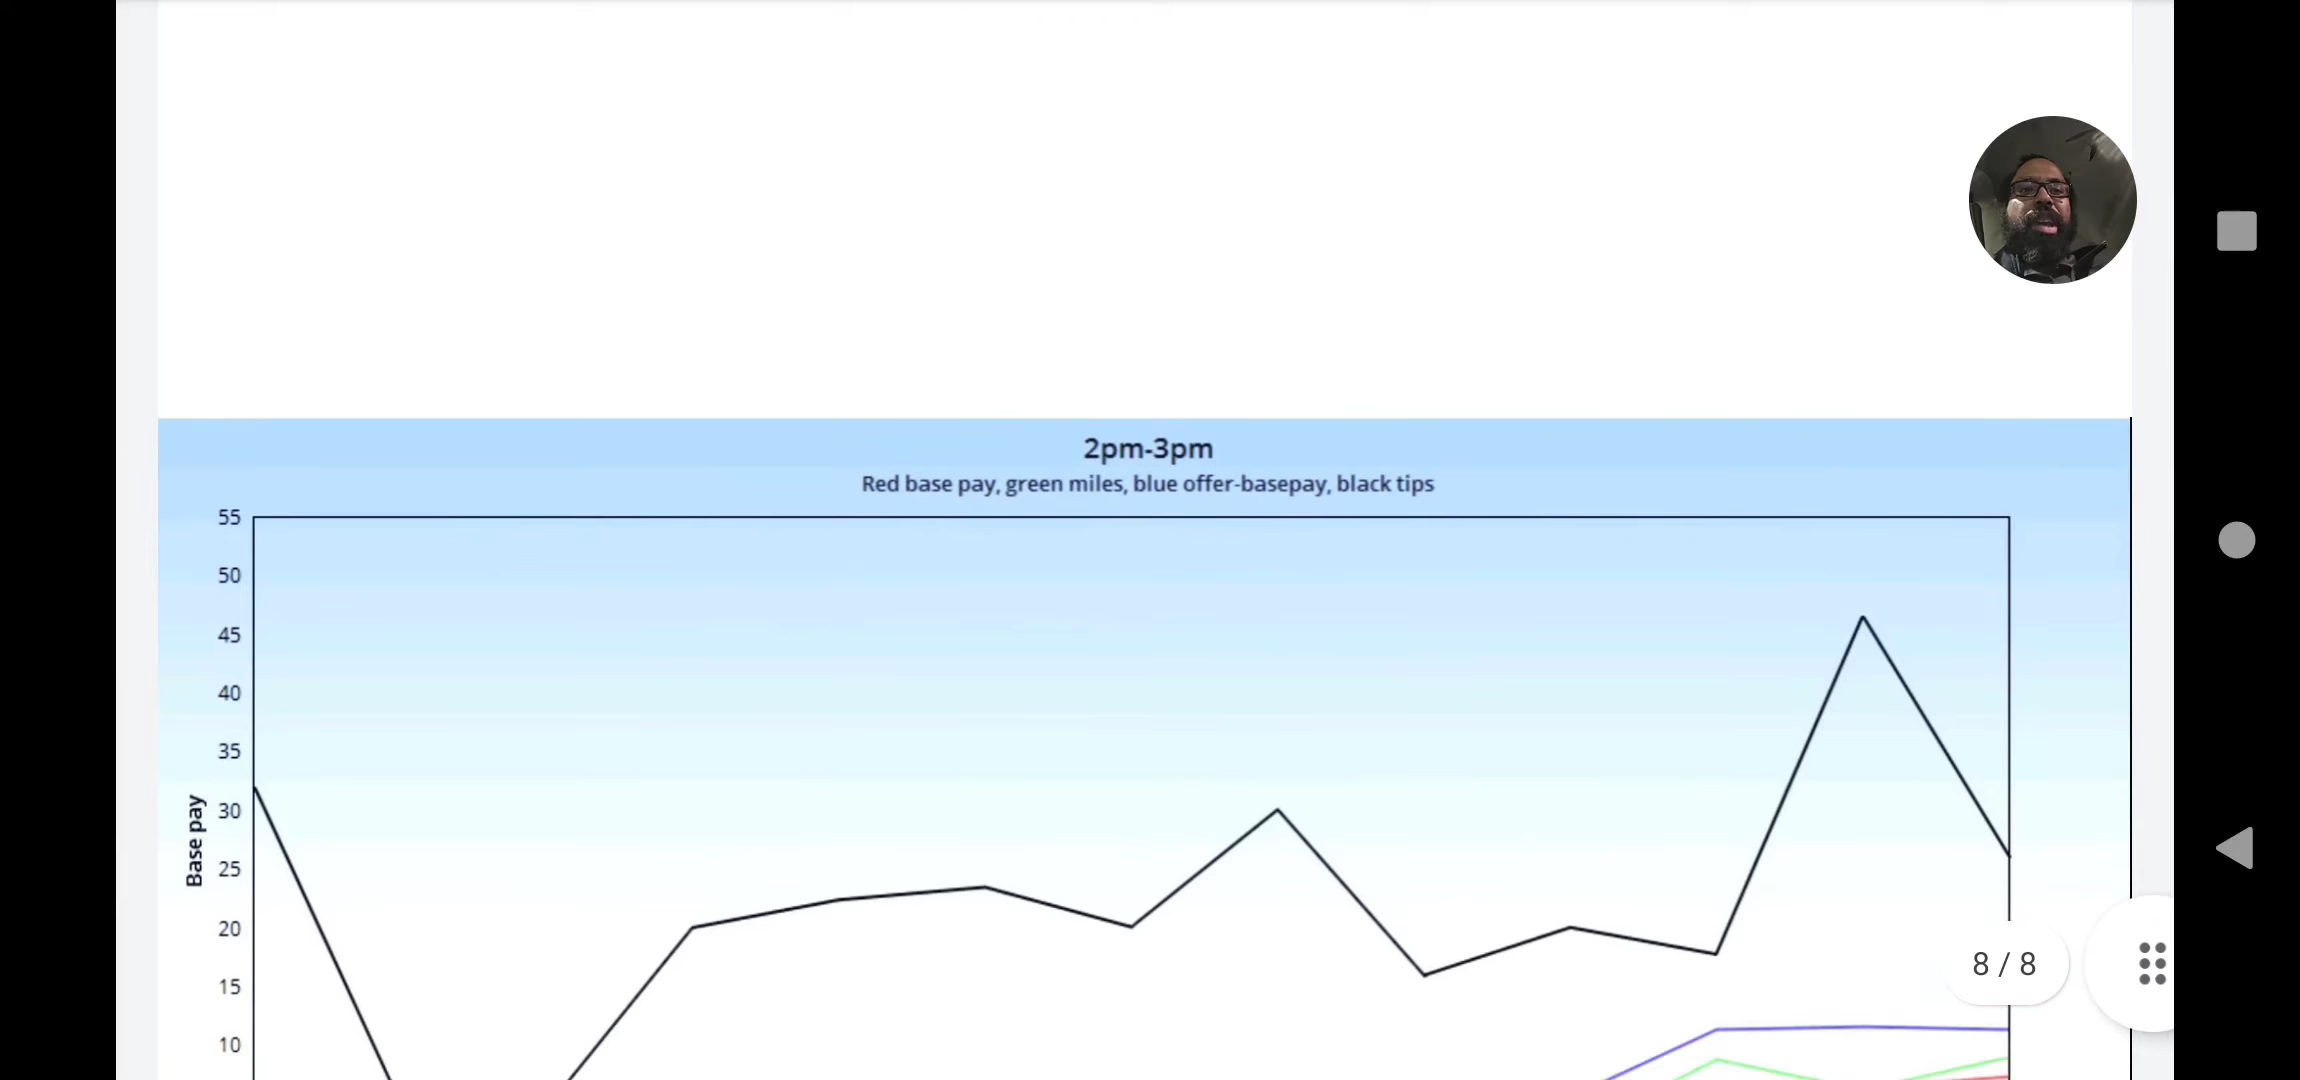 2pm-3pm
Red base pay, green miles, blue offer-basepay, black tips
55
50
45
40
35
30
25
20
15
10
Base pay
8 / 8